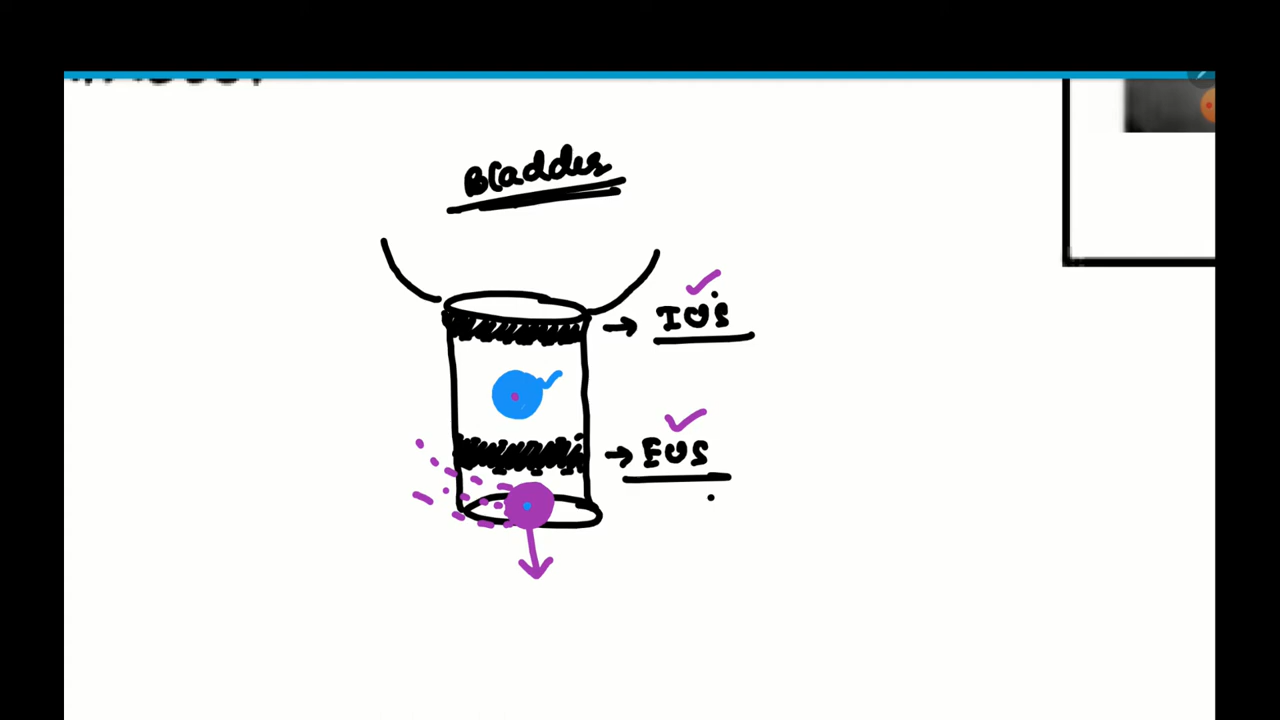 Bladder
→ IUS
→ EUS